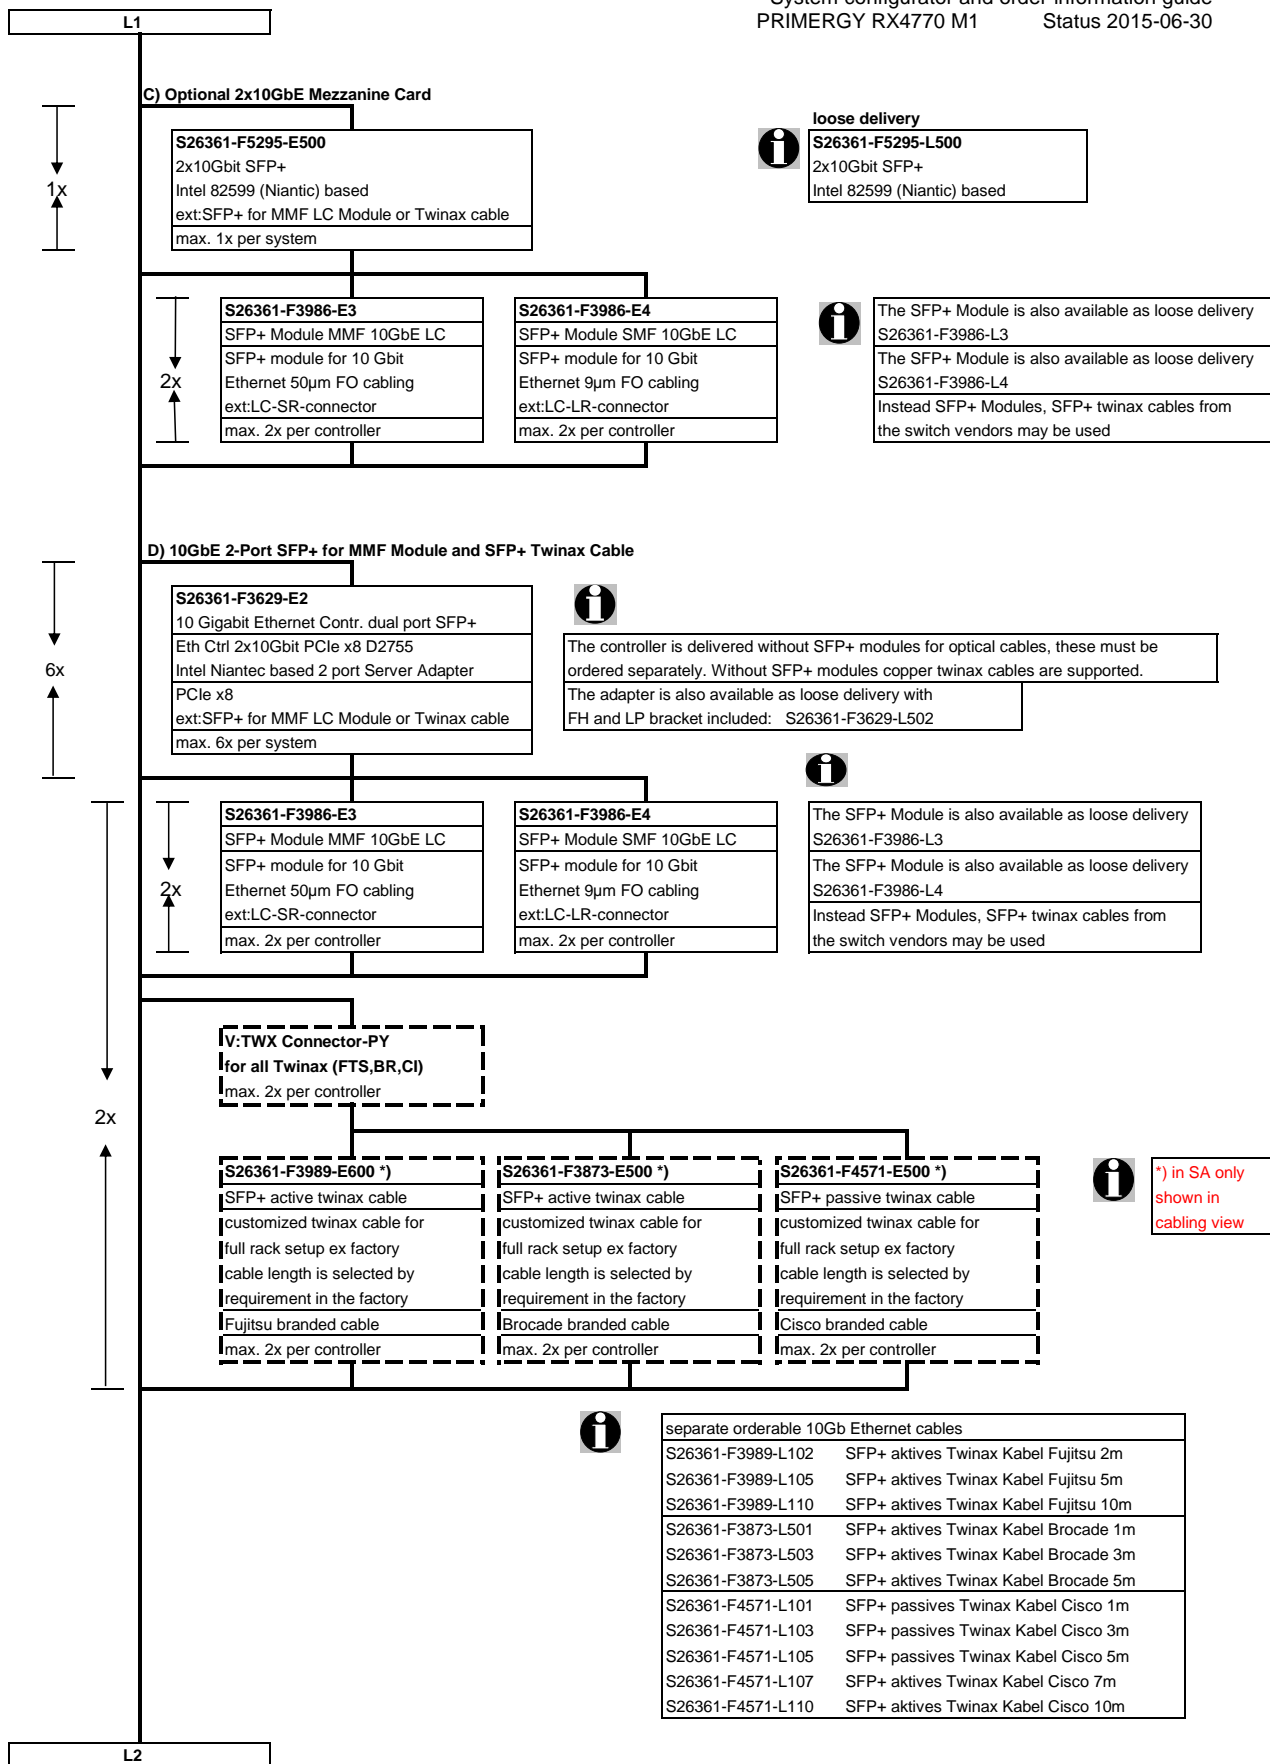 System configurator and order-information guide
PRIMERGY RX4770 M1 Status 2015-06-30
L1
C) Optional 2x10GbE Mezzanine Card
S26361-F5295-E500
2x10Gbit SFP+
Intel 82599 (Niantic) based
ext:SFP+ for MMF LC Module or Twinax cable
max. 1x per system
1x
loose delivery
S26361-F5295-L500
2x10Gbit SFP+
Intel 82599 (Niantic) based
2x
S26361-F3986-E3
SFP+ Module MMF 10GbE LC
SFP+ module for 10 Gbit
Ethernet 50µm FO cabling
ext:LC-SR-connector
max. 2x per controller
S26361-F3986-E4
SFP+ Module SMF 10GbE LC
SFP+ module for 10 Gbit
Ethernet 9µm FO cabling
ext:LC-LR-connector
max. 2x per controller
The SFP+ Module is also available as loose delivery
S26361-F3986-L3
The SFP+ Module is also available as loose delivery
S26361-F3986-L4
Instead SFP+ Modules, SFP+ twinax cables from
the switch vendors may be used
D) 10GbE 2-Port SFP+ for MMF Module and SFP+ Twinax Cable
6x
S26361-F3629-E2
10 Gigabit Ethernet Contr. dual port SFP+
Eth Ctrl 2x10Gbit PCIe x8 D2755
Intel Niantec based 2 port Server Adapter
PCIe x8
ext:SFP+ for MMF LC Module or Twinax cable
max. 6x per system
The controller is delivered without SFP+ modules for optical cables, these must be
ordered separately. Without SFP+ modules copper twinax cables are supported.
The adapter is also available as loose delivery with
FH and LP bracket included: S26361-F3629-L502
2x
S26361-F3986-E3
SFP+ Module MMF 10GbE LC
SFP+ module for 10 Gbit
Ethernet 50µm FO cabling
ext:LC-SR-connector
max. 2x per controller
S26361-F3986-E4
SFP+ Module SMF 10GbE LC
SFP+ module for 10 Gbit
Ethernet 9µm FO cabling
ext:LC-LR-connector
max. 2x per controller
The SFP+ Module is also available as loose delivery
S26361-F3986-L3
The SFP+ Module is also available as loose delivery
S26361-F3986-L4
Instead SFP+ Modules, SFP+ twinax cables from
the switch vendors may be used
2x
V:TWX Connector-PY
for all Twinax (FTS,BR,CI)
max. 2x per controller
S26361-F3989-E600 *)
SFP+ active twinax cable
customized twinax cable for
full rack setup ex factory
cable length is selected by
requirement in the factory
Fujitsu branded cable
max. 2x per controller
S26361-F3873-E500 *)
SFP+ active twinax cable
customized twinax cable for
full rack setup ex factory
cable length is selected by
requirement in the factory
Brocade branded cable
max. 2x per controller
S26361-F4571-E500 *)
SFP+ passive twinax cable
customized twinax cable for
full rack setup ex factory
cable length is selected by
requirement in the factory
Cisco branded cable
max. 2x per controller
*) in SA only
shown in
cabling view
separate orderable 10Gb Ethernet cables
S26361-F3989-L102 SFP+ aktives Twinax Kabel Fujitsu 2m
S26361-F3989-L105 SFP+ aktives Twinax Kabel Fujitsu 5m
S26361-F3989-L110 SFP+ aktives Twinax Kabel Fujitsu 10m
S26361-F3873-L501 SFP+ aktives Twinax Kabel Brocade 1m
S26361-F3873-L503 SFP+ aktives Twinax Kabel Brocade 3m
S26361-F3873-L505 SFP+ aktives Twinax Kabel Brocade 5m
S26361-F4571-L101 SFP+ passives Twinax Kabel Cisco 1m
S26361-F4571-L103 SFP+ passives Twinax Kabel Cisco 3m
S26361-F4571-L105 SFP+ passives Twinax Kabel Cisco 5m
S26361-F4571-L107 SFP+ aktives Twinax Kabel Cisco 7m
S26361-F4571-L110 SFP+ aktives Twinax Kabel Cisco 10m
L2